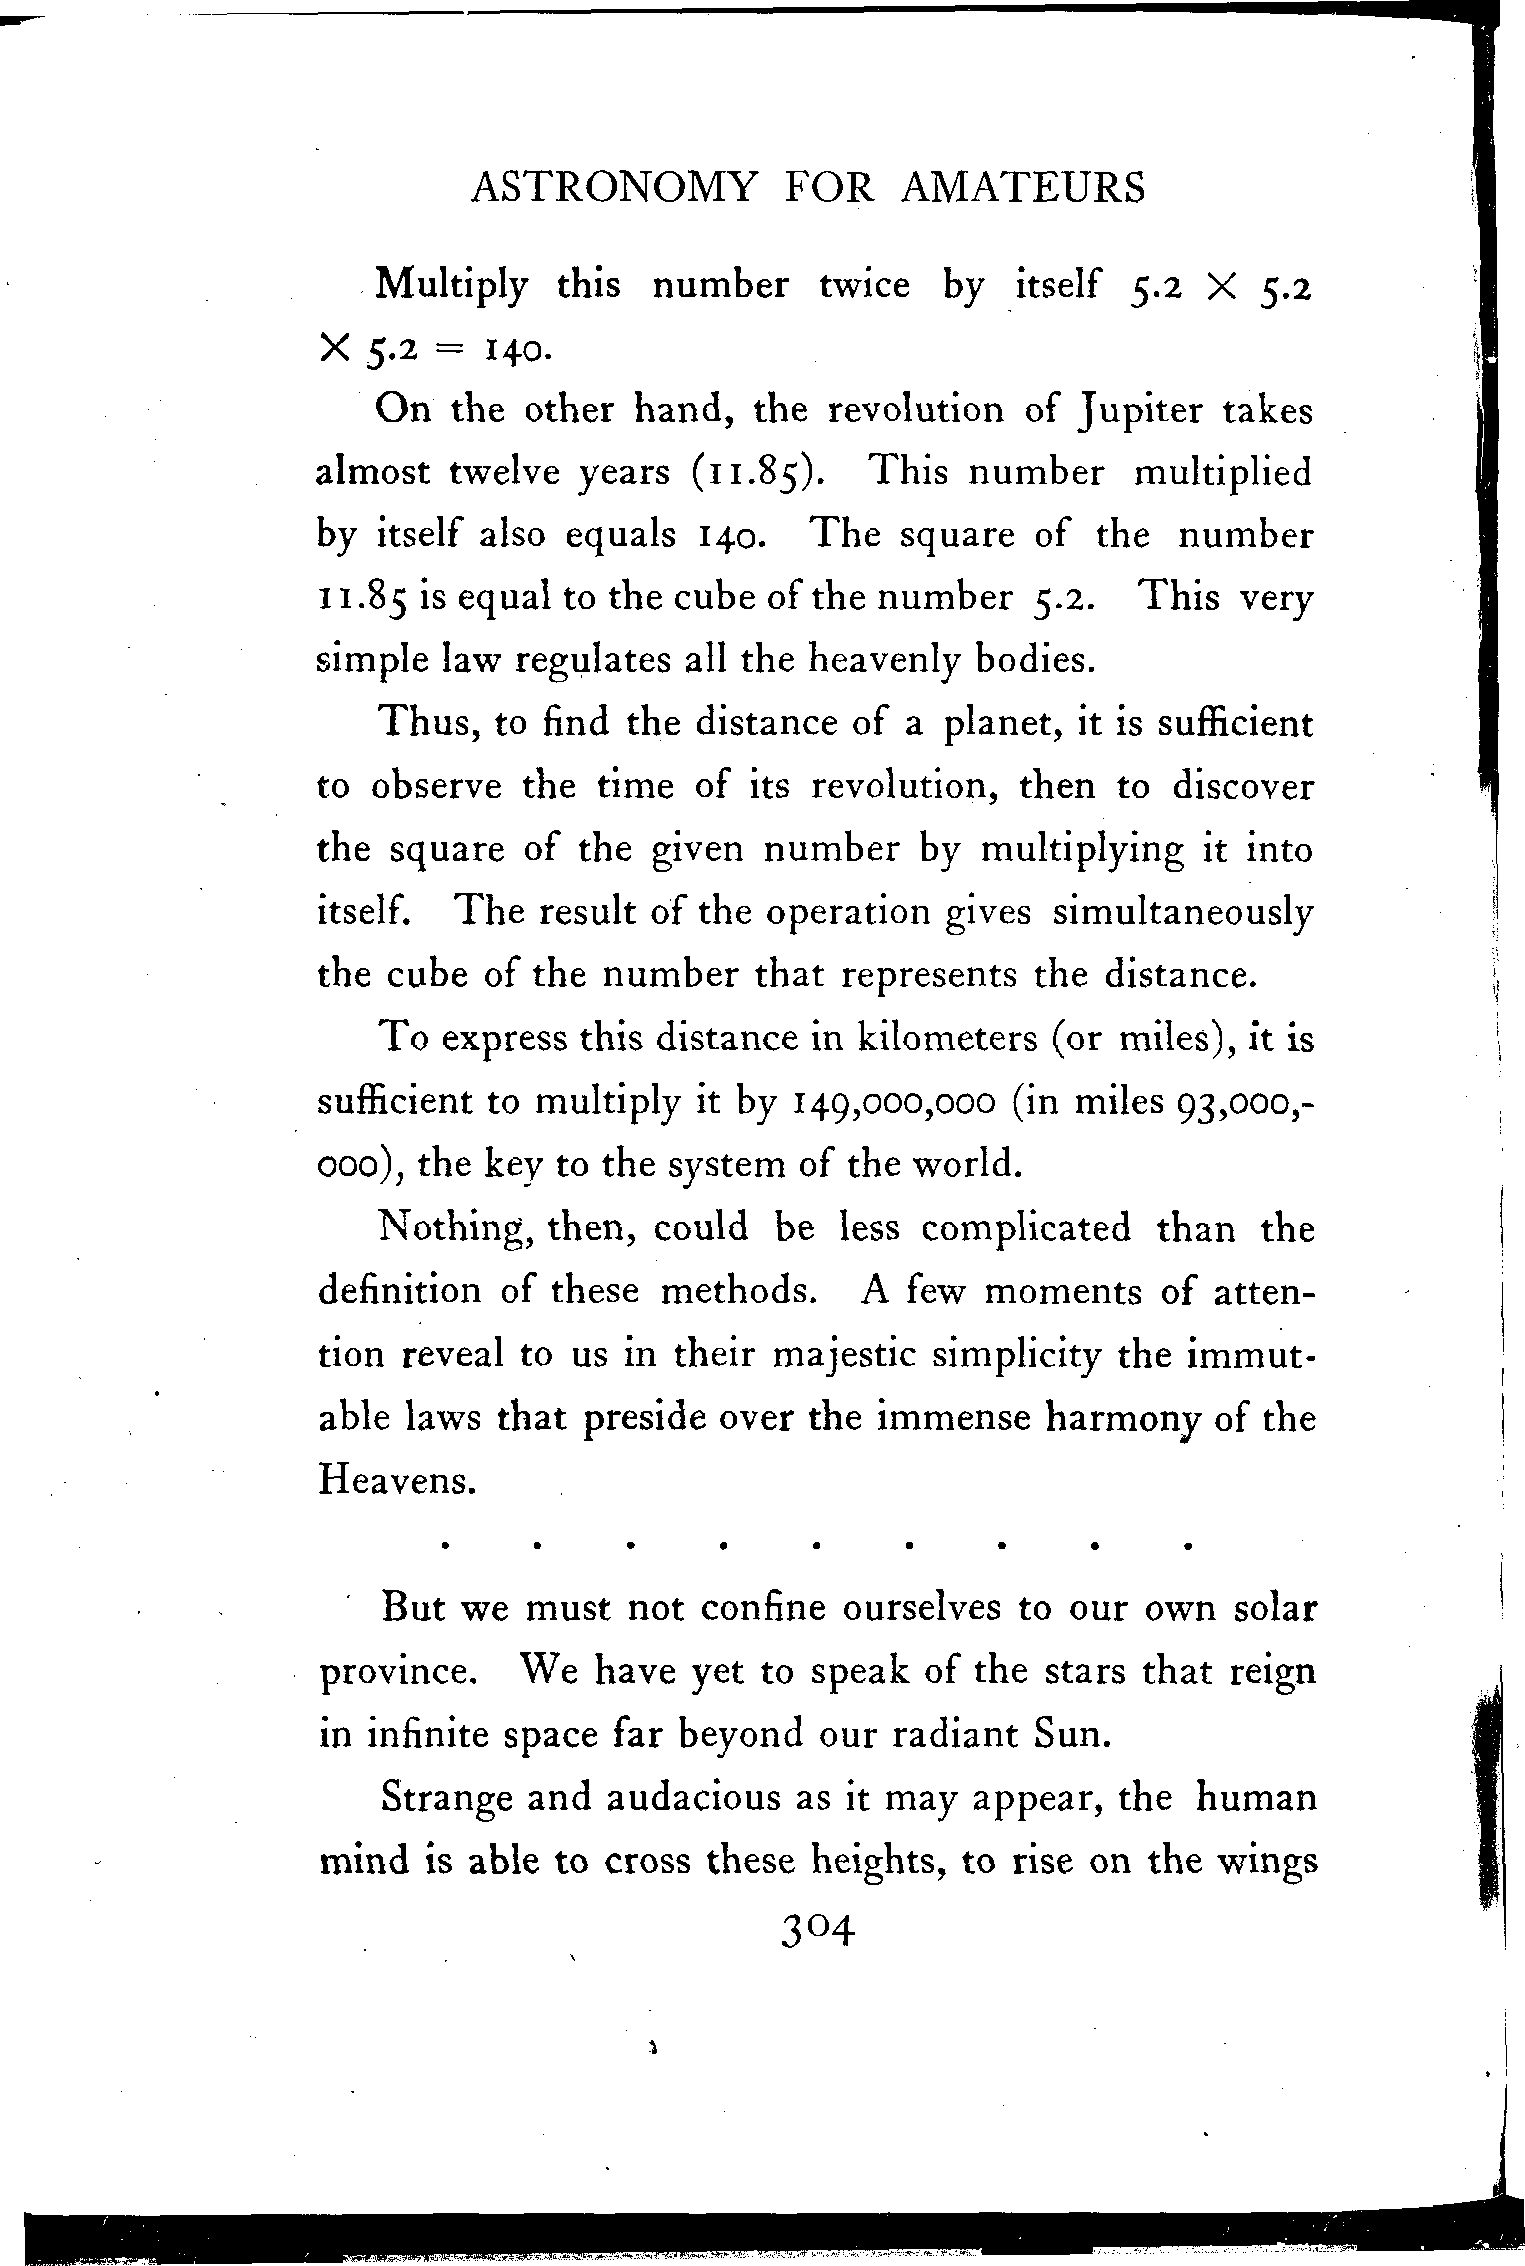 ASTRONOMY FOR AMATEURS
Multiply this number twice by itself 5.2 × 5.2
× 5.2 = 140.
On the other hand, the revolution of Jupiter takes
almost twelve years (11.85). This number multiplied
by itself also equals 140. The square of the number
11.85 is equal to the cube of the number 5.2. This very
simple law regulates all the heavenly bodies.
Thus, to find the distance of a planet, it is sufficient
to observe the time of its revolution, then to discover
the square of the given number by multiplying it into
itself. The result of the operation gives simultaneously
the cube of the number that represents the distance.
To express this distance in kilometers (or miles), it is
sufficient to multiply it by 149,000,000 (in miles 93,000,-
000), the key to the system of the world.
Nothing, then, could be less complicated than the
definition of these methods. A few moments of atten-
tion reveal to us in their majestic simplicity the immut-
able laws that preside over the immense harmony of the
Heavens.
. . . . . . . . .
But we must not confine ourselves to our own solar
province. We have yet to speak of the stars that reign
in infinite space far beyond our radiant Sun.
Strange and audacious as it may appear, the human
mind is able to cross these heights, to rise on the wings
304